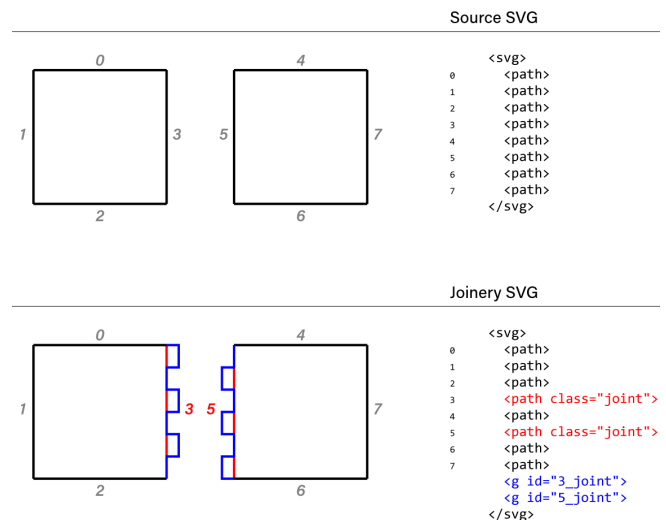 Source SVG
0 4
1 3 5 7
2 6
<svg>
0 <path>
1 <path>
2 <path>
3 <path>
4 <path>
5 <path>
6 <path>
7 <path>
</svg>
Joinery SVG
0 4
1 3 5 7
2 6
<svg>
0 <path>
1 <path>
2 <path>
3 <path class="joint">
4 <path>
5 <path class="joint">
6 <path>
7 <path>
<g id="3_joint">
<g id="5_joint">
</svg>